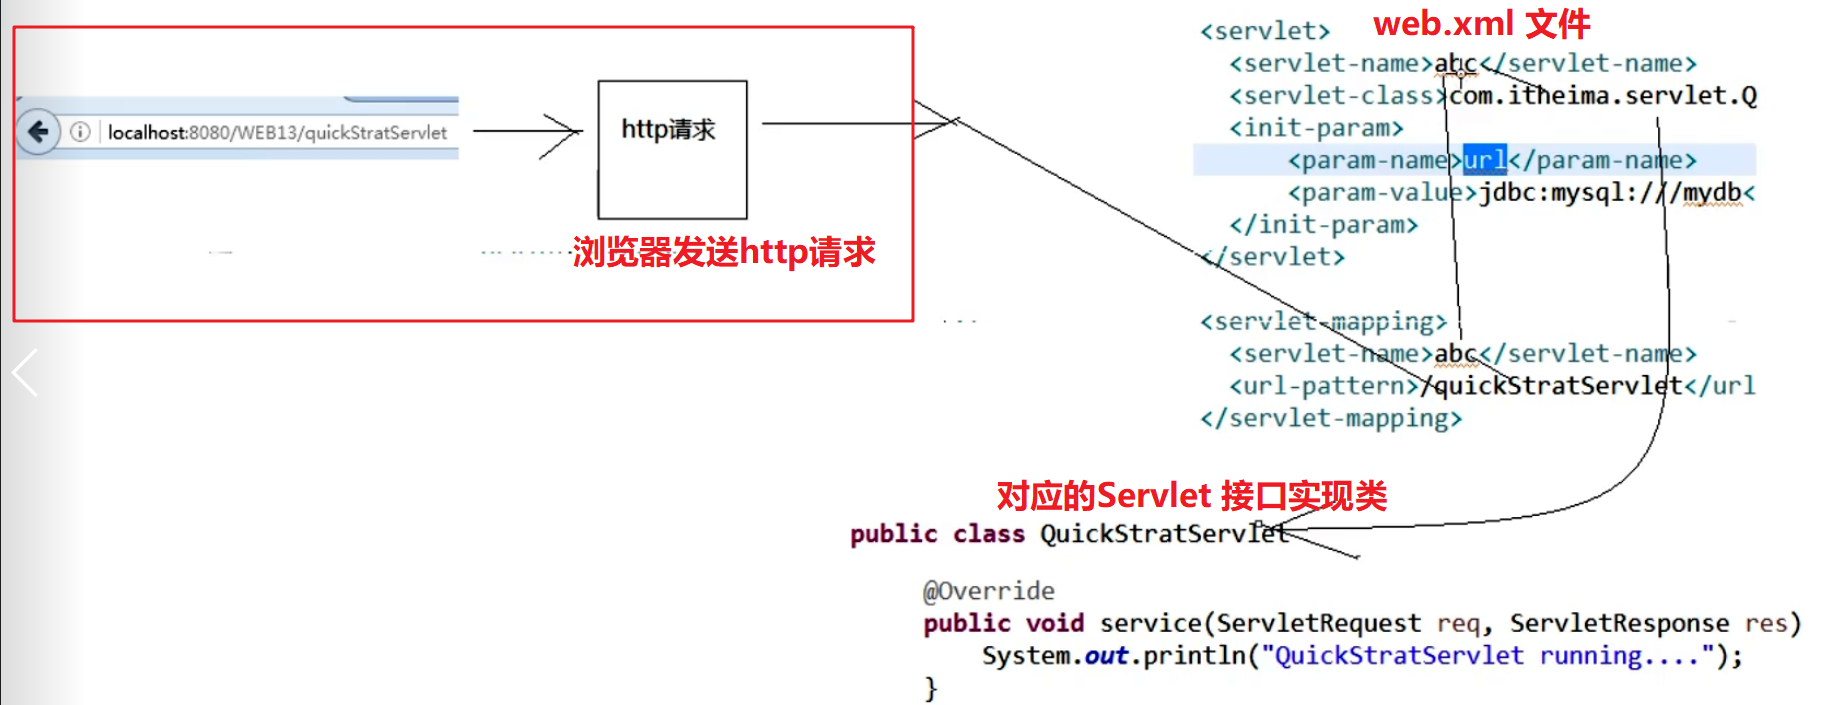 localhost:8080/WEB13/quickStratServlet
http请求
浏览器发送http请求
web.xml 文件
<servlet>
<servlet-name>abc</servlet-name>
<servlet-class>com.itheima.servlet.Q
<init-param>
<param-name>url</param-name>
<param-value>jdbc:mysql:///mydb<
</init-param>
</servlet>
<servlet-mapping>
<servlet-name>abc</servlet-name>
<url-pattern>/quickStratServlet</url
</servlet-mapping>
对应的Servlet 接口实现类
public class QuickStratServlet
@Override
public void service(ServletRequest req, ServletResponse res)
System.out.println("QuickStratServlet running....");
}